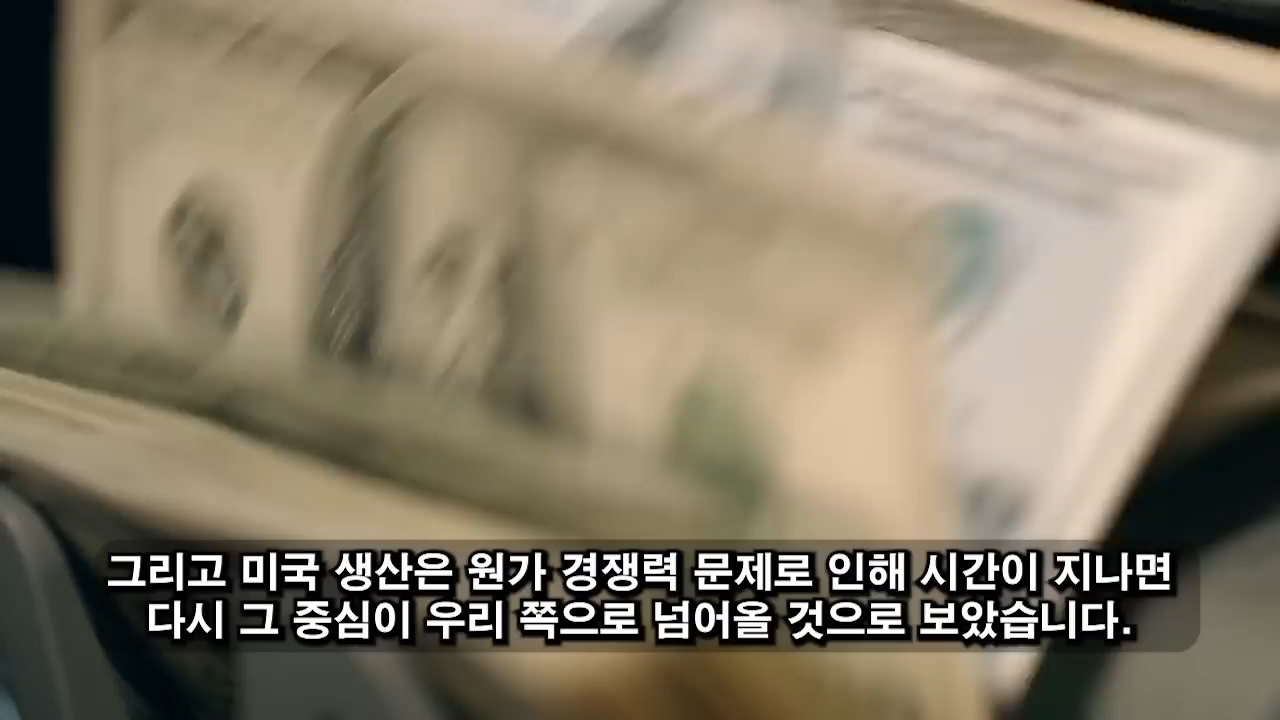 그리고 미국 생산은 원가 경쟁력 문제로 인해 시간이 지나면
다시 그 중심이 우리 쪽으로 넘어올 것으로 보았습니다.